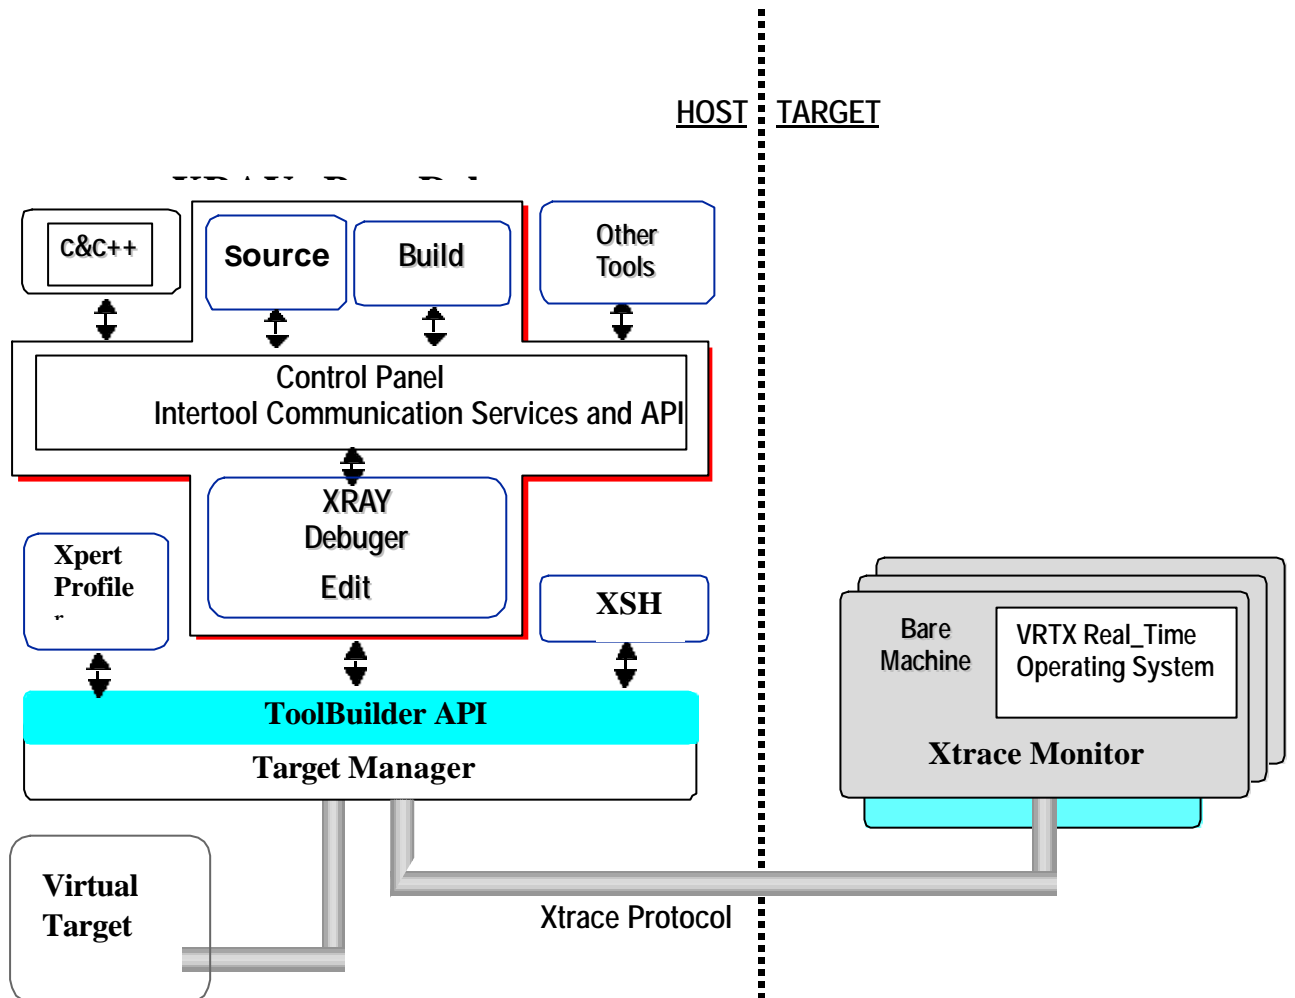 HOST TARGET
C&C++
Source
Build
Other
Tools
Control Panel
Intertool Communication Services and API
XRAY
Debuger
Edit
Xpert
Profile
r
XSH
Bare
Machine
VRTX Real_Time
Operating System
Xtrace Monitor
ToolBuilder API
Target Manager
Virtual
Target
Xtrace Protocol